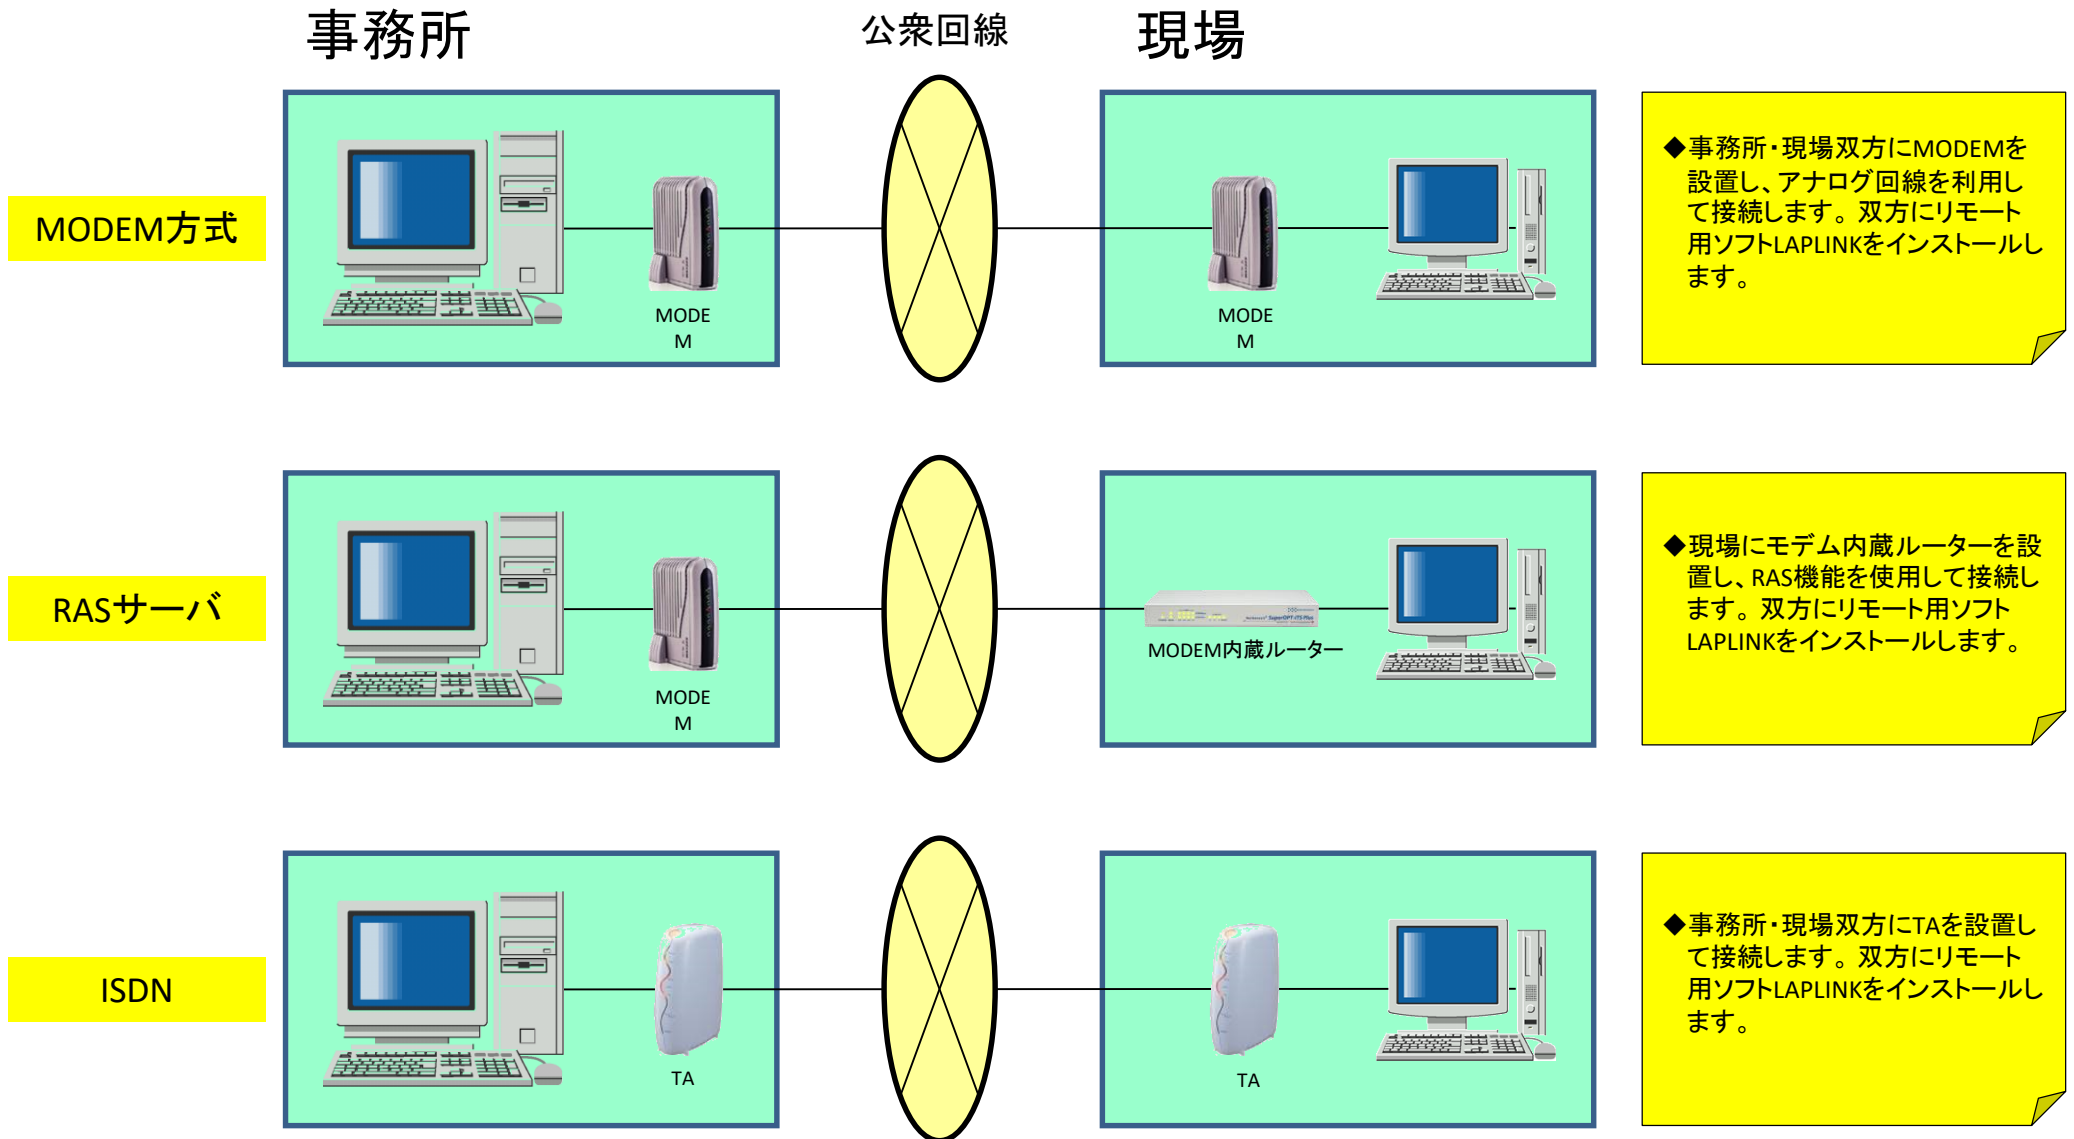 事務所
公衆回線
現場
MODEM方式
MODE
M
MODE
M
◆事務所・現場双方にMODEMを
設置し、アナログ回線を利用し
て接続します。双方にリモート
用ソフトLAPLINKをインストールし
ます。
RASサーバ
MODE
M
SuperOPT-iTS Plus
MODEM内蔵ルーター
◆現場にモデム内蔵ルーターを設
置し、RAS機能を使用して接続し
ます。双方にリモート用ソフト
LAPLINKをインストールします。
ISDN
TA
TA
◆事務所・現場双方にTAを設置し
て接続します。双方にリモート
用ソフトLAPLINKをインストールし
ます。